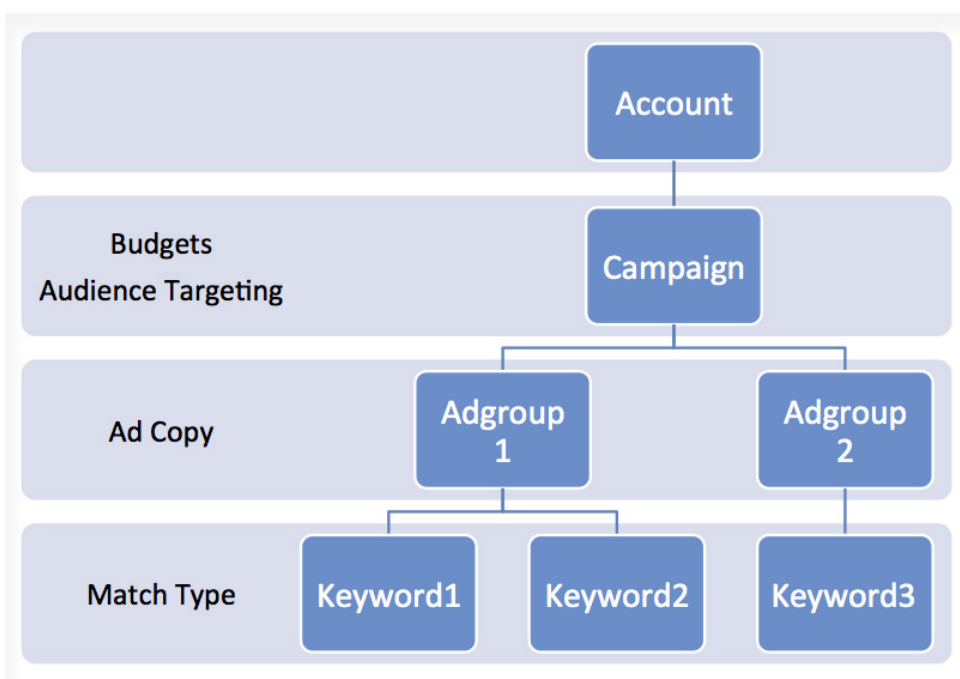 Account
Budgets
Audience Targeting
Campaign
Ad Copy
Adgroup
1
Adgroup
2
Match Type
Keyword1
Keyword2
Keyword3